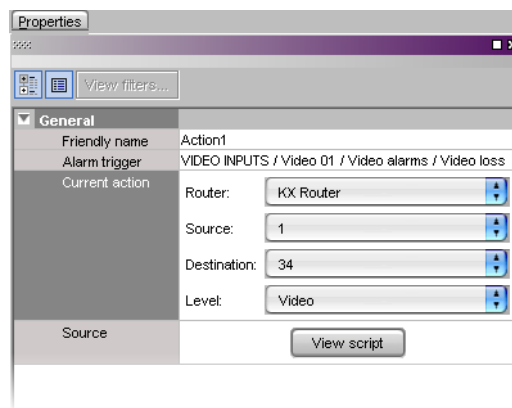 Properties
View filters...
General
Friendly name Action1
Alarm trigger VIDEO INPUTS / Video 01 / Video alarms / Video loss
Current action
Router: KX Router
Source: 1
Destination: 34
Level: Video
Source View script